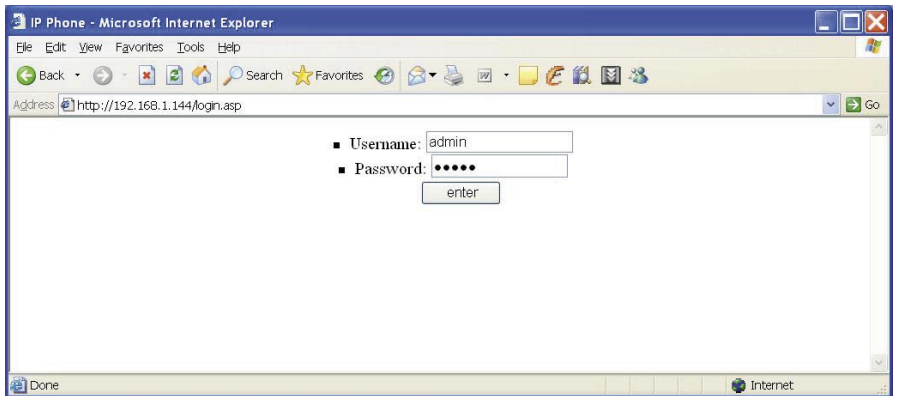 IP Phone - Microsoft Internet Explorer
File Edit View Favorites Tools Help
Back Search Favorites
Address http://192.168.1.144/login.asp Go
Username: admin
Password: •••••
enter
Done Internet